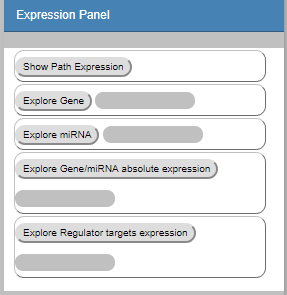 Expression Panel
Show Path Expression
Explore Gene
Explore miRNA
Explore Gene/miRNA absolute expression
Explore Regulator targets expression